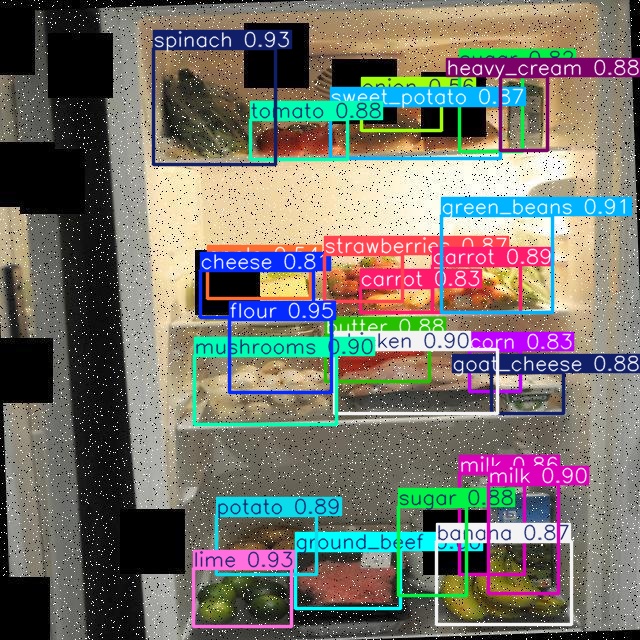 spinach 0.93
heavy_cream 0.88
sweet_potato 0.87
tomato 0.88
green_beans 0.91
carrot 0.89
cheese 0.8
carrot 0.83
flour 0.95
butter 0.88
mushrooms 0.90
ken 0.90
corn 0.83
goat_cheese 0.88
milk 0.86
milk 0.90
sugar 0.88
potato 0.89
banana 0.87
ground_beef
lime 0.93